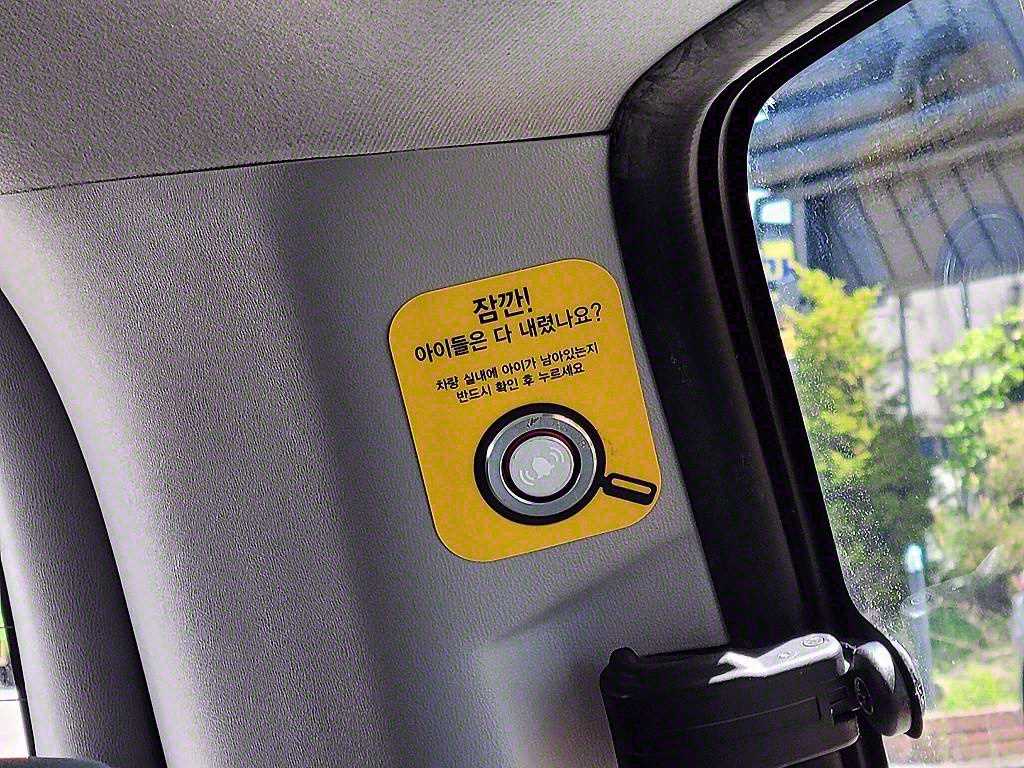 잠깐!
아이들은 다 내렸나요?
차량 실내에 아이가 남아있는지
반드시 확인 후 누르세요